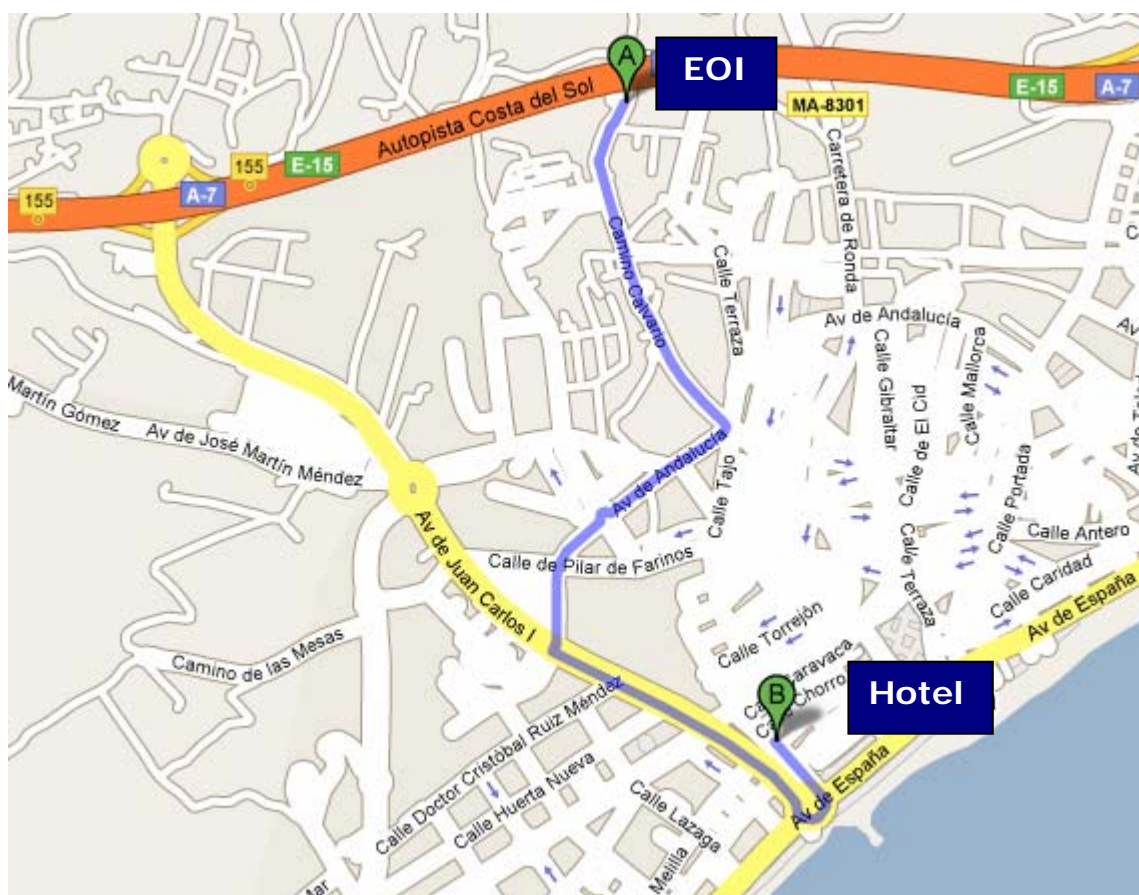 A
EOI
E-15
A-7
MA-8301
Autopista Costa del Sol
155
E-15
A-7
155
Carretera de Ronda
Camino Calvario
Calle Terraza
Av de Andalucía
Calle Gibraltar
Calle de El Cid
Calle Mallorca
Martín Gómez
Av de José Martín Méndez
Av de Andalucía
Calle Tajo
Calle Portada
Calle Antero
Av de Juan Carlos I
Calle de Pilar de Farinos
Calle Terraza
Calle Caridad
Av de España
Camino de las Mesas
Calle Torrejón
Caravaca
Chorro
B
Hotel
Calle Doctor Cristóbal Ruiz Méndez
Calle Huerta Nueva
Av de España
Calle Lazaga
Melilla
Mar